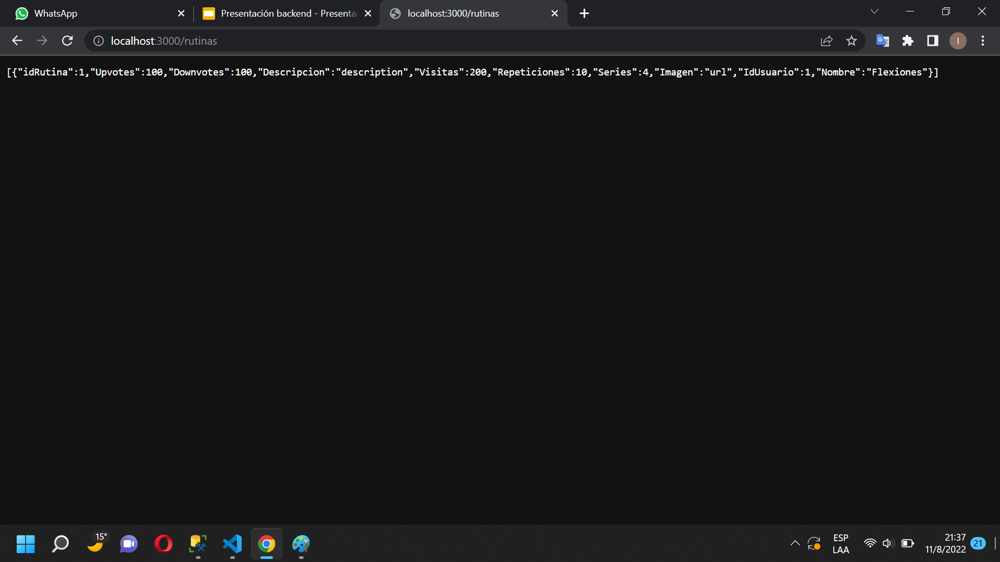 WhatsApp
Presentación backend - Presenta
localhost:3000/rutinas
localhost:3000/rutinas
I
[{"idRutina":1,"Upvotes":100,"Downvotes":100,"Descripcion":"description","Visitas":200,"Repeticiones":10,"Series":4,"Imagen":"url","IdUsuario":1,"Nombre":"Flexiones"}]
15°
ESP
LAA
21:37
11/8/2022
21